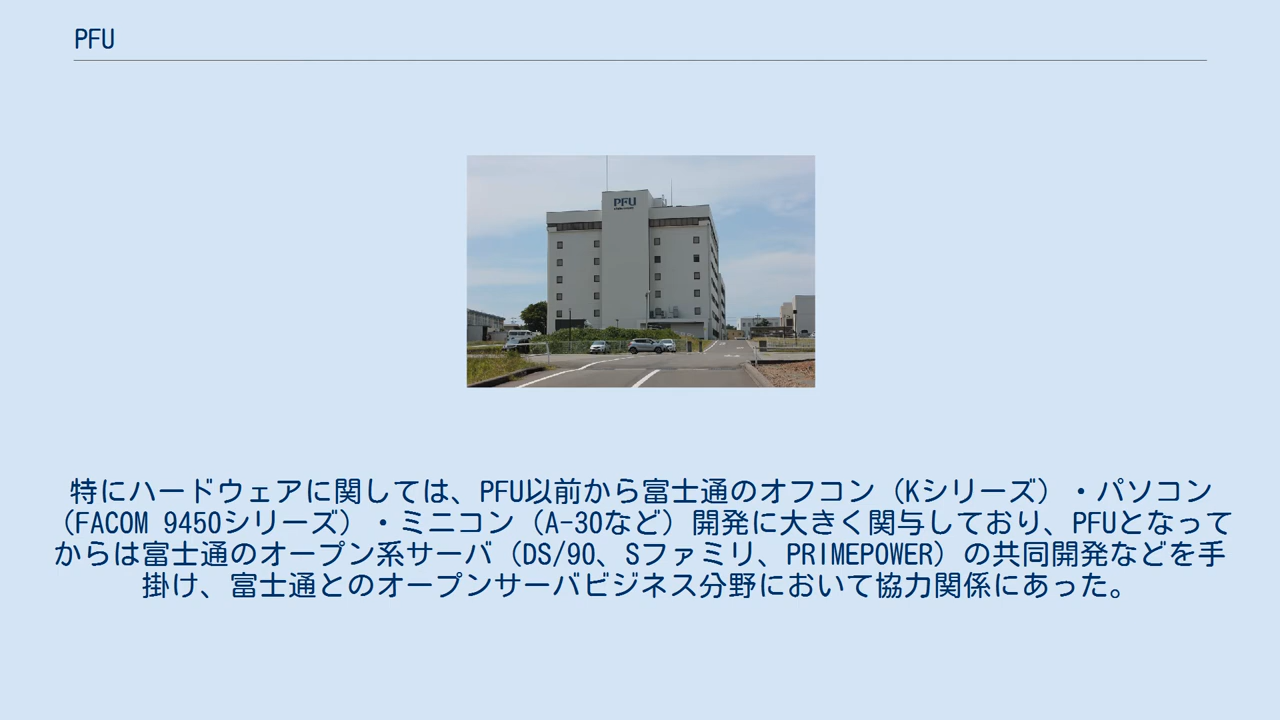 PFU
PFU
特にハードウェアに関しては、PFU以前から富士通のオフコン（Kシリーズ）・パソコン
（FACOM 9450シリーズ）・ミニコン（A-30など）開発に大きく関与しており、PFUとなって
からは富士通のオープン系サーバ（DS/90、Sファミリ、PRIMEPOWER）の共同開発などを手
掛け、富士通とのオープンサーバビジネス分野において協力関係にあった。